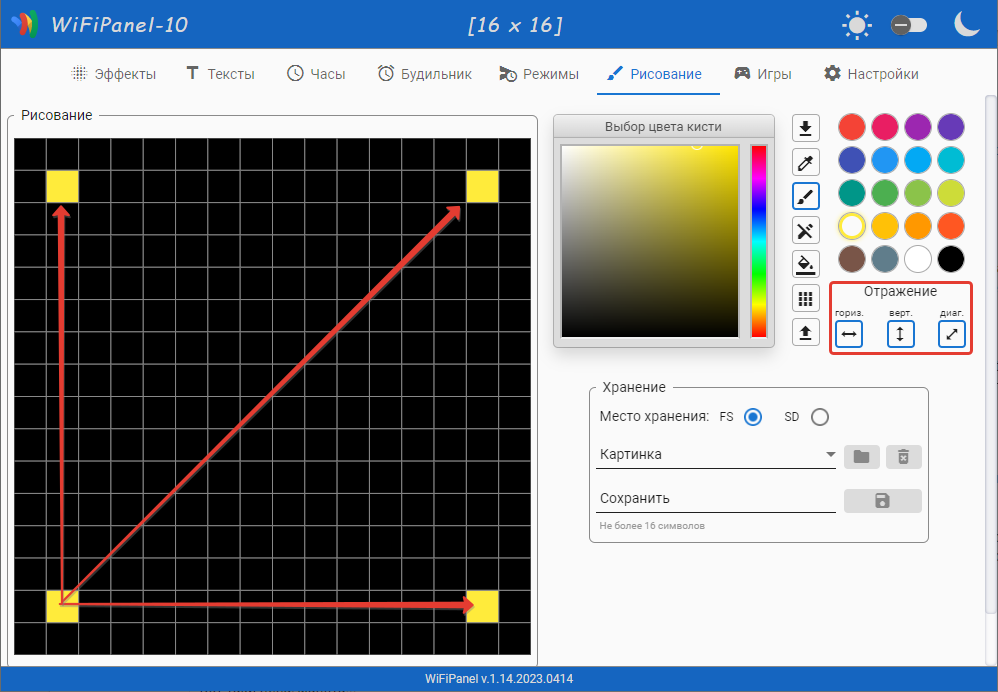 WiFiPanel-10
[16 x 16]
Эффекты
Тексты
Часы
Будильник
Режимы
Рисование
Игры
Настройки
Рисование
Выбор цвета кисти
Отражение
гориз.
верт.
диаг.
Хранение
Место хранения: FS SD
Картинка
Сохранить
Не более 16 символов
WiFiPanel v.1.14.2023.0414